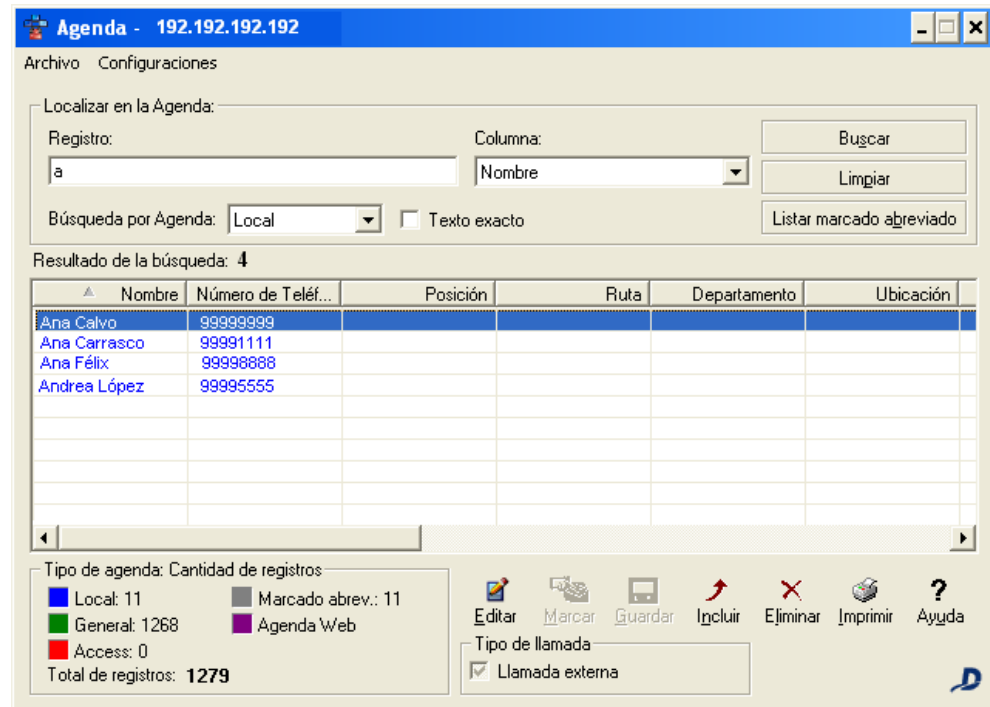 Agenda - 192.192.192.192
Archivo Configuraciones
Localizar en la Agenda:
Registro: Columna:
a Nombre Buscar
Limpiar
Búsqueda por Agenda: Local Texto exacto Listar marcado abreviado
Resultado de la búsqueda: 4
Nombre Número de Teléf... Posición Ruta Departamento Ubicación
Ana Calvo 99999999
Ana Carrasco 99991111
Ana Félix 99998888
Andrea López 99995555
Tipo de agenda: Cantidad de registros
Local: 11 Marcado abrev.: 11
General: 1268 Agenda Web
Access: 0
Total de registros: 1279
Editar Marcar Guardar Incluir Eliminar Imprimir Ayuda
Tipo de llamada
Llamada externa